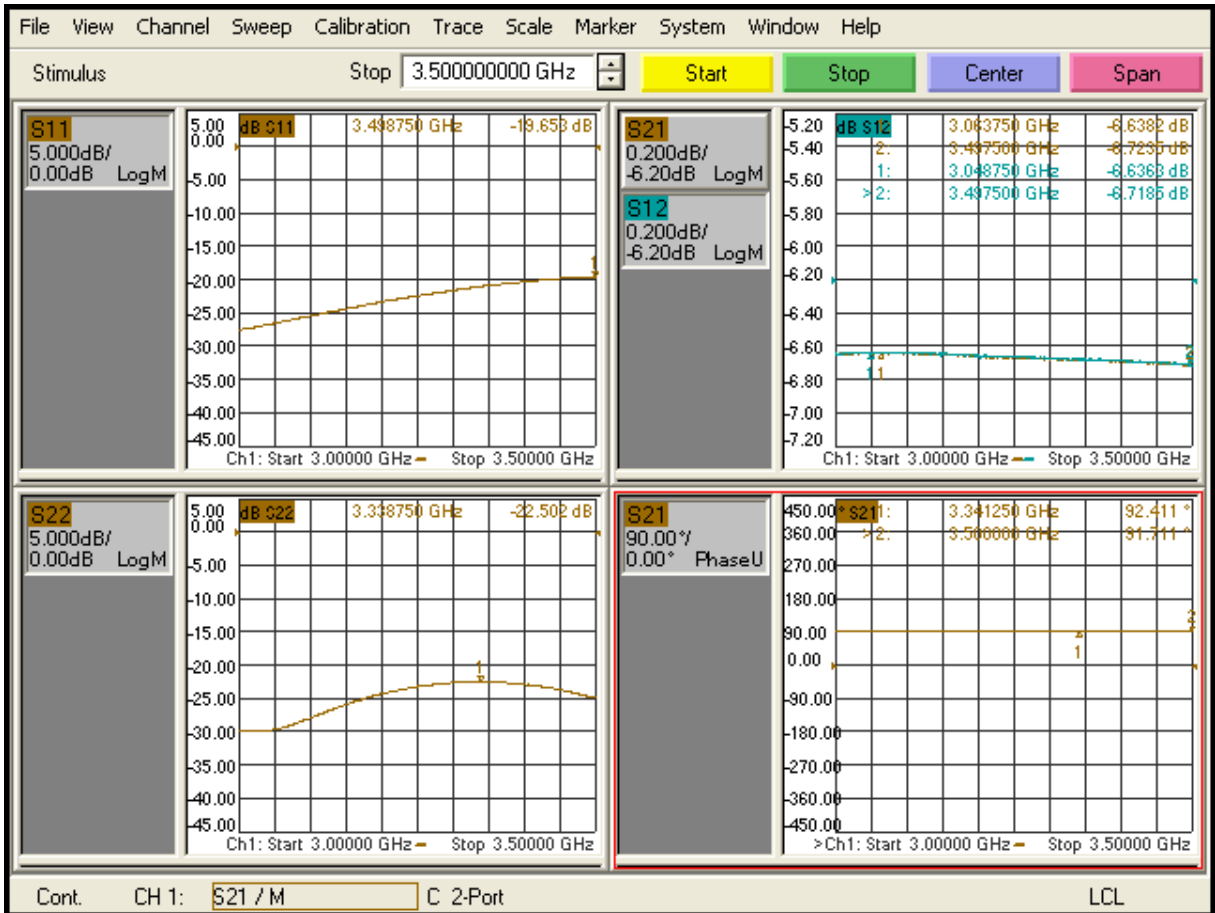 File View Channel Sweep Calibration Trace Scale Marker System Window Help
Stimulus Stop 3.500000000 GHz Start Stop Center Span
S11
5.000dB/
0.00dB LogM
dB S11 3.498750 GHz -19.653 dB
5.00
0.00
-5.00
-10.00
-15.00
-20.00
-25.00
-30.00
-35.00
-40.00
-45.00
1
Ch1: Start 3.00000 GHz Stop 3.50000 GHz
S21
0.200dB/
-6.20dB LogM
S12
0.200dB/
-6.20dB LogM
dB S12 3.063750 GHz -6.6382 dB
2: 3.497500 GHz -6.7235 dB
1: 3.048750 GHz -6.6363 dB
>2: 3.497500 GHz -6.7185 dB
-5.20
-5.40
-5.60
-5.80
-6.00
-6.20
-6.40
-6.60
-6.80
-7.00
-7.20
1 1
2
Ch1: Start 3.00000 GHz Stop 3.50000 GHz
S22
5.000dB/
0.00dB LogM
dB S22 3.338750 GHz -22.502 dB
5.00
0.00
-5.00
-10.00
-15.00
-20.00
-25.00
-30.00
-35.00
-40.00
-45.00
1
Ch1: Start 3.00000 GHz Stop 3.50000 GHz
S21
90.00°/
0.00° PhaseU
° S21 1: 3.341250 GHz 92.411 °
>2: 3.500000 GHz 91.711 °
450.00
360.00
270.00
180.00
90.00
0.00
-90.00
-180.00
-270.00
-360.00
-450.00
1
2
>Ch1: Start 3.00000 GHz Stop 3.50000 GHz
Cont. CH 1: S21 / M C 2-Port LCL